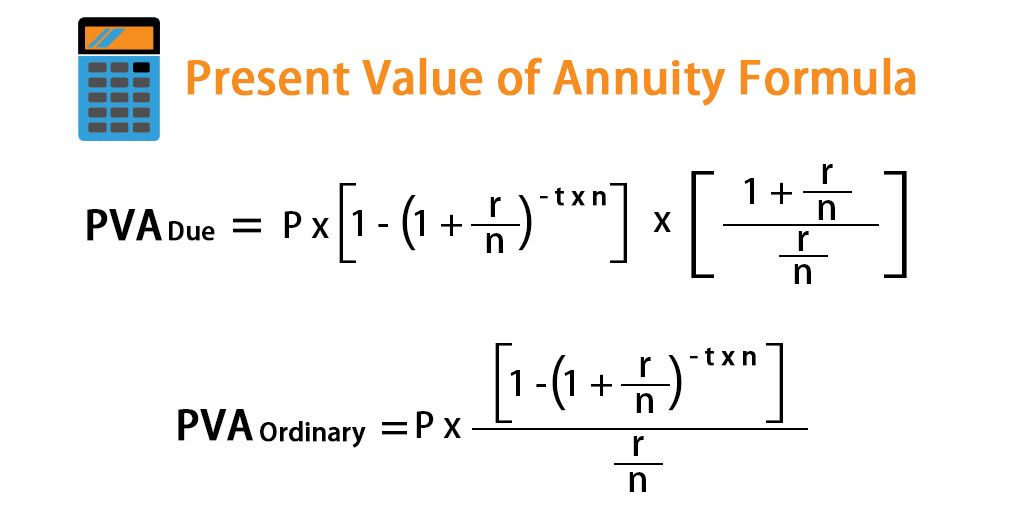 Present Value of Annuity Formula
PVA Due = P x [1 - (1 + r/n)^-t x n] x [(1 + r/n) / (r/n)]
PVA Ordinary = P x [1 - (1 + r/n)^-t x n] / (r/n)